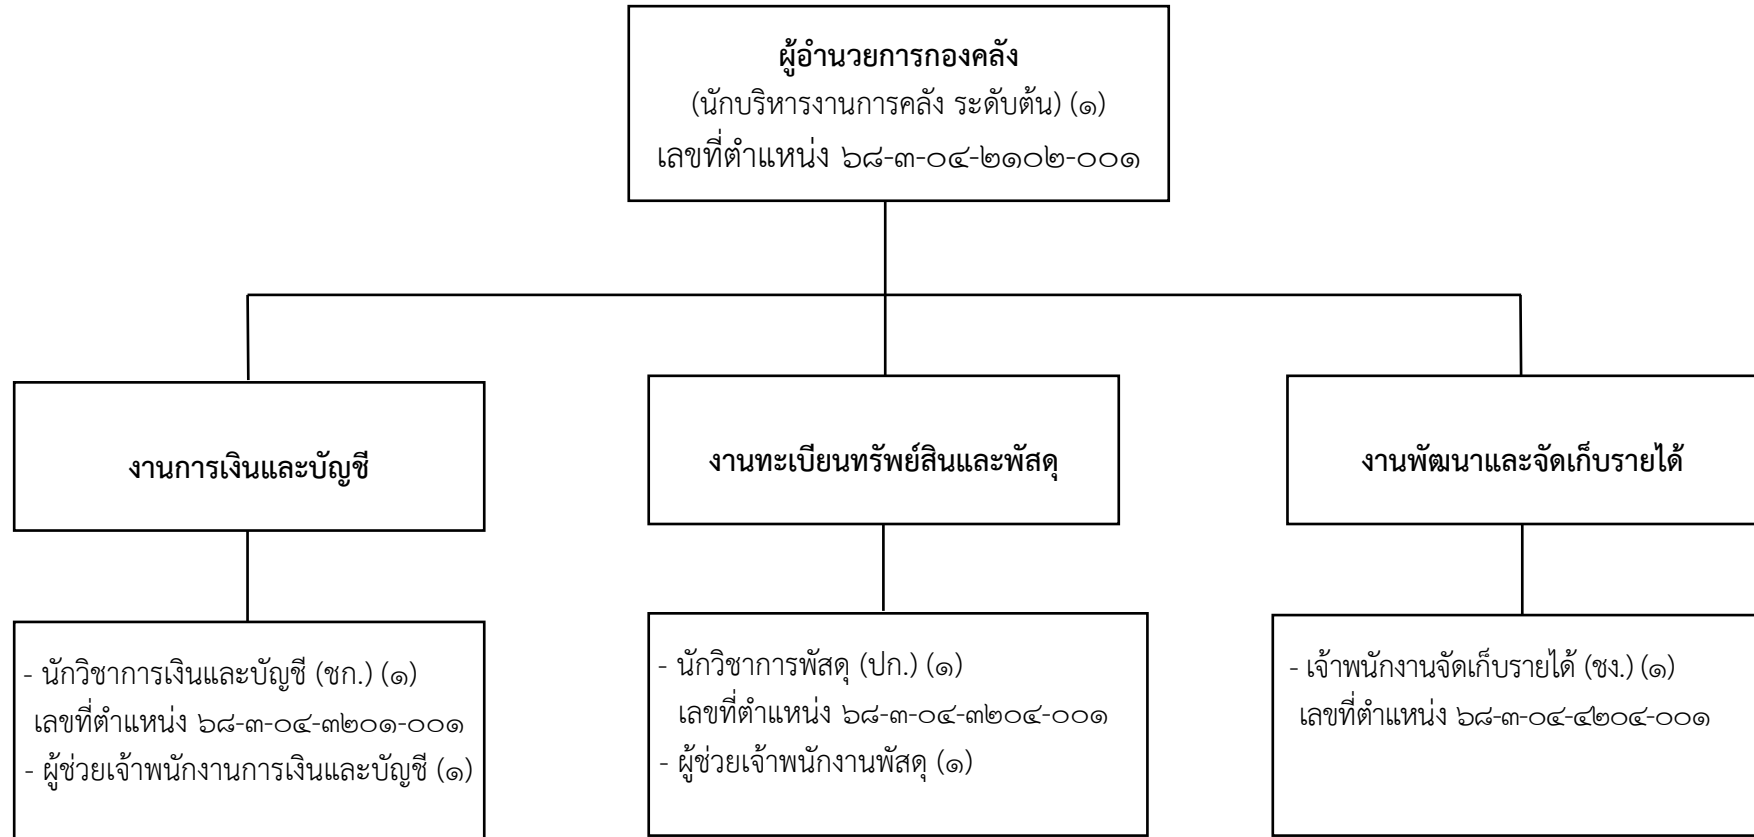 ผู้อำนวยการกองคลัง
(นักบริหารงานการคลัง ระดับต้น) (๑)
เลขที่ตำแหน่ง ๖๘-๓-๐๔-๒๑๐๒-๐๐๑
งานการเงินและบัญชี
งานทะเบียนทรัพย์สินและพัสดุ
งานพัฒนาและจัดเก็บรายได้
- นักวิชาการเงินและบัญชี (ชก.) (๑)
เลขที่ตำแหน่ง ๖๘-๓-๐๔-๓๒๐๑-๐๐๑
- ผู้ช่วยเจ้าพนักงานการเงินและบัญชี (๑)
- นักวิชาการพัสดุ (ปก.) (๑)
เลขที่ตำแหน่ง ๖๘-๓-๐๔-๓๒๐๔-๐๐๑
- ผู้ช่วยเจ้าพนักงานพัสดุ (๑)
- เจ้าพนักงานจัดเก็บรายได้ (ชง.) (๑)
เลขที่ตำแหน่ง ๖๘-๓-๐๔-๔๒๐๔-๐๐๑